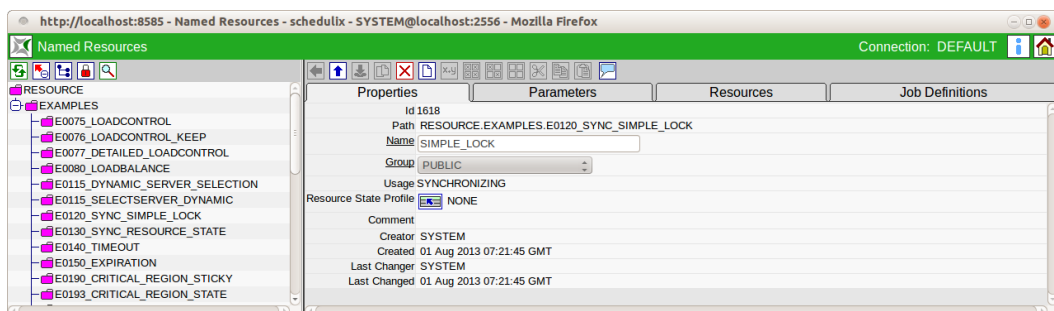 http://localhost:8585 - Named Resources - schedulix - SYSTEM@localhost:2556 - Mozilla Firefox
Named Resources
Connection: DEFAULT
RESOURCE
EXAMPLES
E0075_LOADCONTROL
E0076_LOADCONTROL_KEEP
E0077_DETAILED_LOADCONTROL
E0080_LOADBALANCE
E0115_DYNAMIC_SERVER_SELECTION
E0115_SELECTSERVER_DYNAMIC
E0120_SYNC_SIMPLE_LOCK
E0130_SYNC_RESOURCE_STATE
E0140_TIMEOUT
E0150_EXPIRATION
E0190_CRITICAL_REGION_STICKY
E0193_CRITICAL_REGION_STATE
Properties Parameters Resources Job Definitions
Id 1618
Path RESOURCE.EXAMPLES.E0120_SYNC_SIMPLE_LOCK
Name SIMPLE_LOCK
Group PUBLIC
Usage SYNCHRONIZING
Resource State Profile NONE
Comment
Creator SYSTEM
Created 01 Aug 2013 07:21:45 GMT
Last Changer SYSTEM
Last Changed 01 Aug 2013 07:21:45 GMT